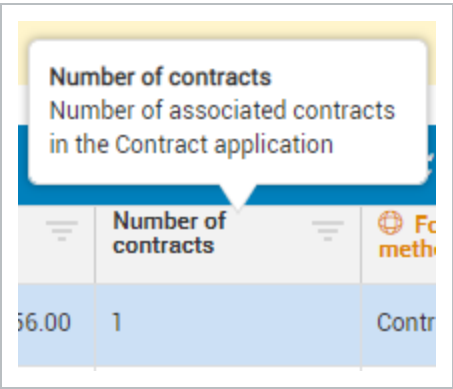 Number of contracts
Number of associated contracts
in the Contract application
Number of
contracts
56.00
1